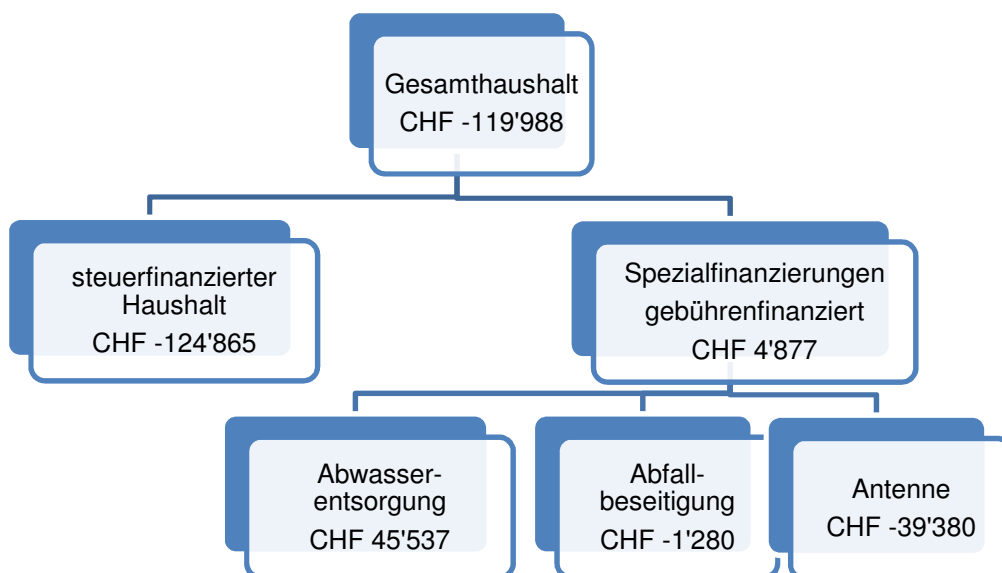 Gesamthaushalt
CHF -119'988
steuerfinanzierter
Haushalt
CHF -124'865
Spezialfinanzierungen
gebührenfinanziert
CHF 4'877
Abwasser-
entsorgung
CHF 45'537
Abfall-
beseitigung
CHF -1'280
Antenne
CHF -39'380